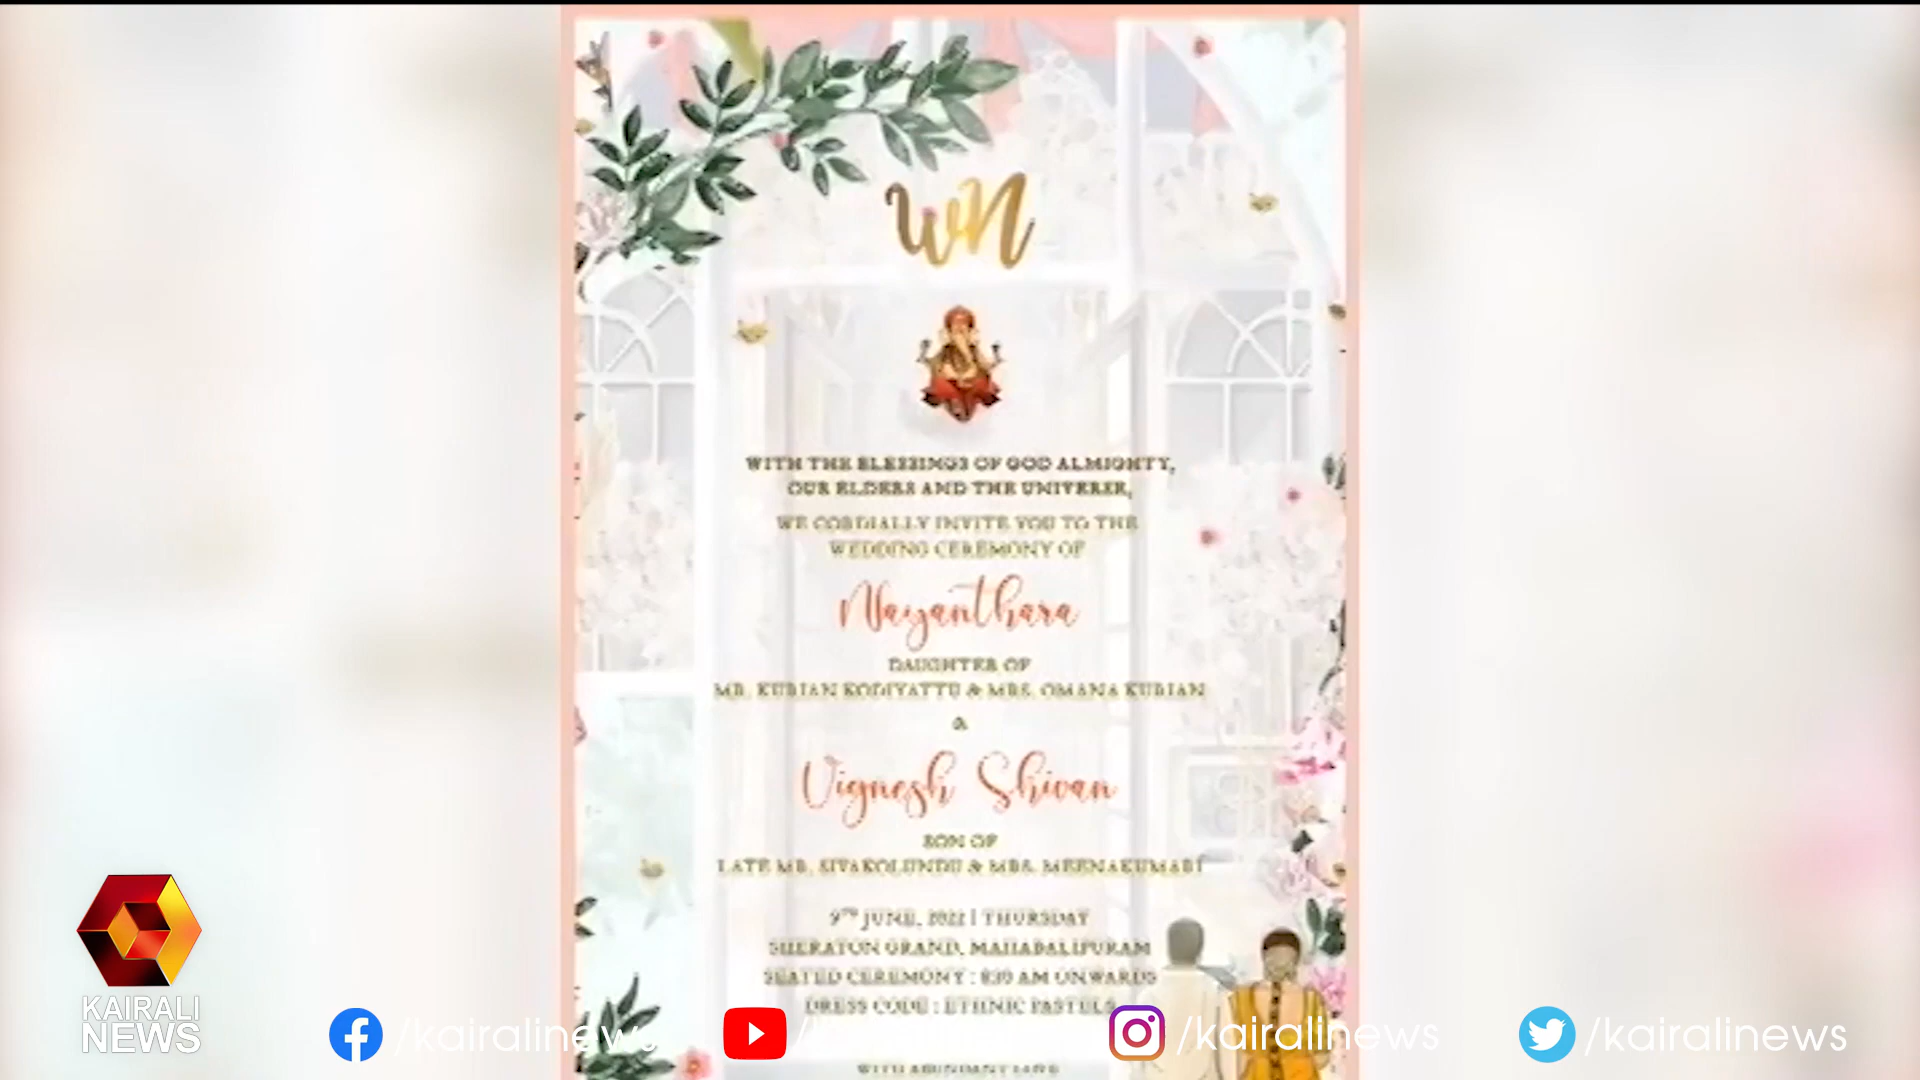 WN
WITH THE BLESSINGS OF GOD ALMIGHTY,
OUR ELDERS AND THE UNIVERSE,
WE CORDIALLY INVITE YOU TO THE
WEDDING CEREMONY OF
Nayanthara
DAUGHTER OF
MR. KURIAN KODIYATTU & MRS. OMANA KURIAN
&
Vignesh Shivan
SON OF
LATE MR. SIVAKOLUNDU & MRS. MEENAKUMARI
9TH JUNE, 2022 | THURSDAY
SHERATON GRAND, MAHABALIPURAM
SEATED CEREMONY : 8:30 AM ONWARDS
DRESS CODE : ETHNIC PASTELS
WITH ABUNDANT LOVE
KAIRALI
NEWS
/kairalinews
/kairalinews
/kairalinews